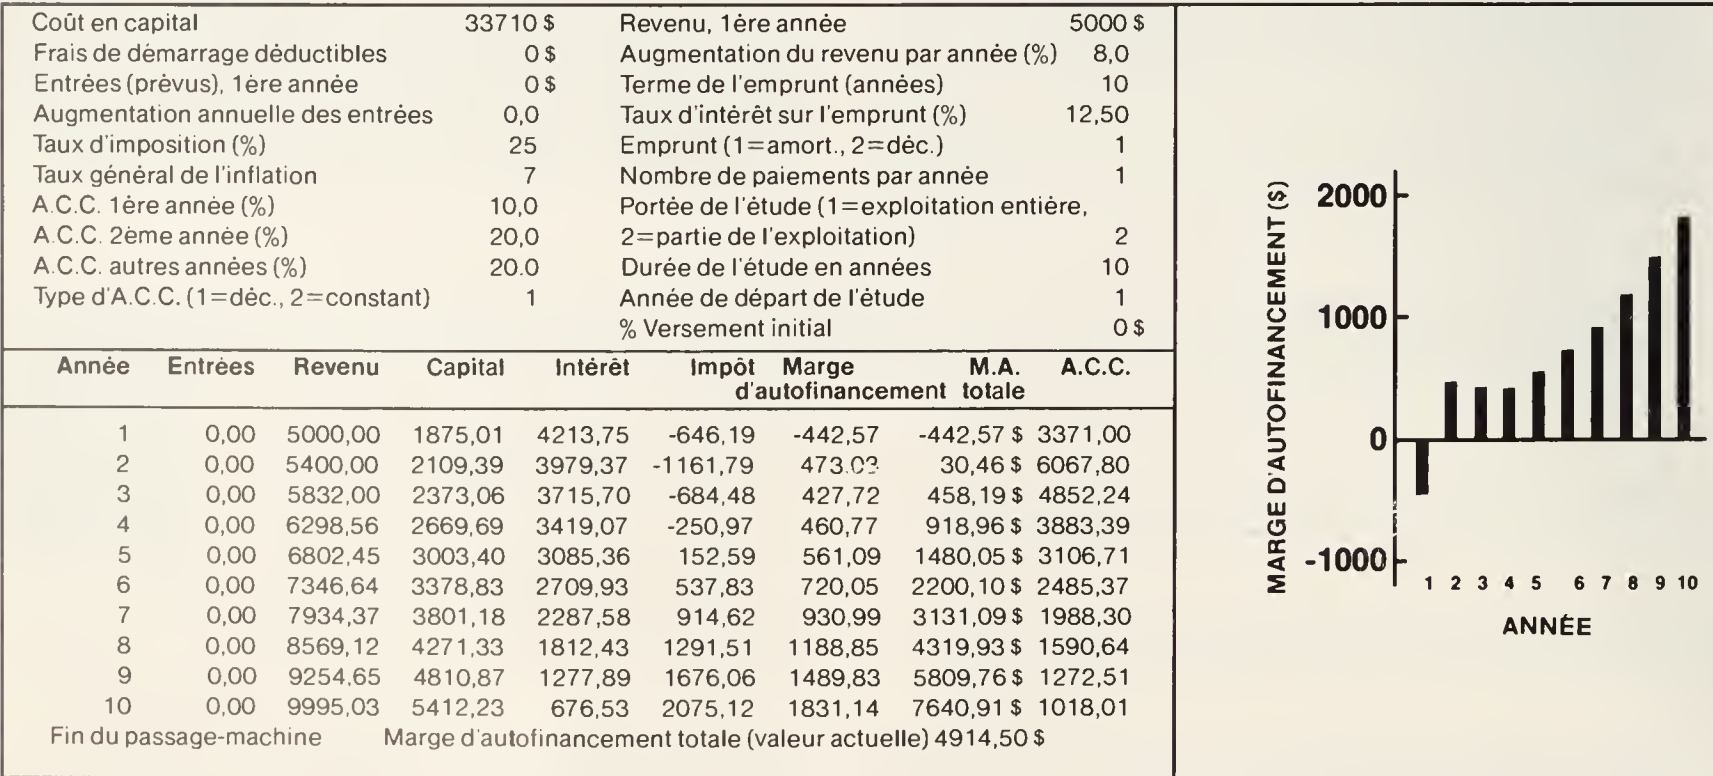 Coût en capital 33710 $
Frais de démarrage déductibles 0 $
Entrées (prévus), 1ère année 0 $
Augmentation annuelle des entrées 0,0
Taux d'imposition (%) 25
Taux général de l'inflation 7
A.C.C. 1ère année (%) 10,0
A.C.C. 2ème année (%) 20,0
A.C.C. autres années (%) 20.0
Type d'A.C.C. (1=déc., 2=constant) 1
Revenu, 1ère année 5000 $
Augmentation du revenu par année (%) 8,0
Terme de l'emprunt (années) 10
Taux d'intérêt sur l'emprunt (%) 12,50
Emprunt (1=amort., 2=déc.) 1
Nombre de paiements par année 1
Portée de l'étude (1=exploitation entière,
2=partie de l'exploitation) 2
Durée de l'étude en années 10
Année de départ de l'étude 1
% Versement initial 0 $
Année Entrées Revenu Capital Intérêt Impôt Marge M.A. A.C.C.
d'autofinancement totale
1 0,00 5000,00 1875,01 4213,75 -646,19 -442,57 -442,57 $ 3371,00
2 0,00 5400,00 2109,39 3979,37 -1161,79 30,46 $ 6067,80
3 0,00 5832,00 2373,06 3715,70 -684,48 427,72 458,19 $ 4852,24
4 0,00 6298,56 2669,69 3419,07 -250,97 460,77 918,96 $ 3883,39
5 0,00 6802,45 3003,40 3085,36 152,59 561,09 1480,05 $ 3106,71
6 0,00 7346,64 3378,83 2709,93 537,83 720,05 2200,10 $ 2485,37
7 0,00 7934,37 3801,18 2287,58 914,62 930,99 3131,09 $ 1988,30
8 0,00 8569,12 4271,33 1812,43 1291,51 1188,85 4319,93 $ 1590,64
9 0,00 9254,65 4810,87 1277,89 1676,06 1489,83 5809,76 $ 1272,51
10 0,00 9995,03 5412,23 676,53 2075,12 1831,14 7640,91 $ 1018,01
Fin du passage-machine Marge d'autofinancement totale (valeur actuelle) 4914,50 $
MARGE D'AUTOFINANCEMENT ($)
2000
1000
0
-1000
1 2 3 4 5 6 7 8 9 10
ANNÉE